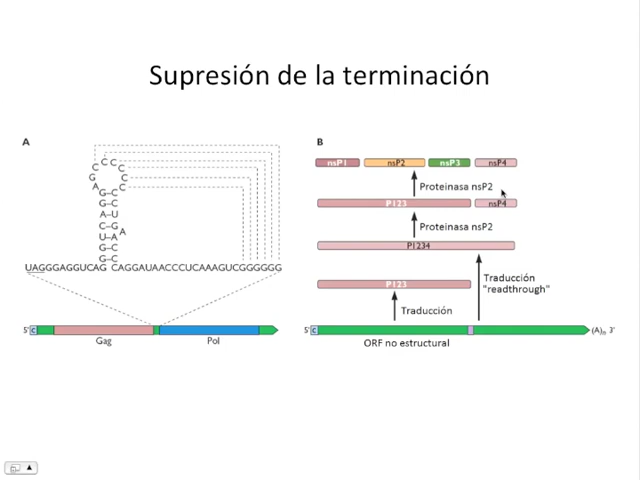 Supresión de la terminación
A
C C C
C C
G C
A C
G–C
G–C
A–U
C–G A
U–A
G–C
G–C
UAGGGAGGUCAG CAGGAUAACCCUCAAAGUCGGGGGG
5' C
Gag Pol
B
nsP1 nsP2 nsP3 nsP4
Proteinasa nsP2
P123 nsP4
Proteinasa nsP2
P1234
Traducción
"readthrough"
P123
Traducción
5' C (A)n 3'
ORF no estructural